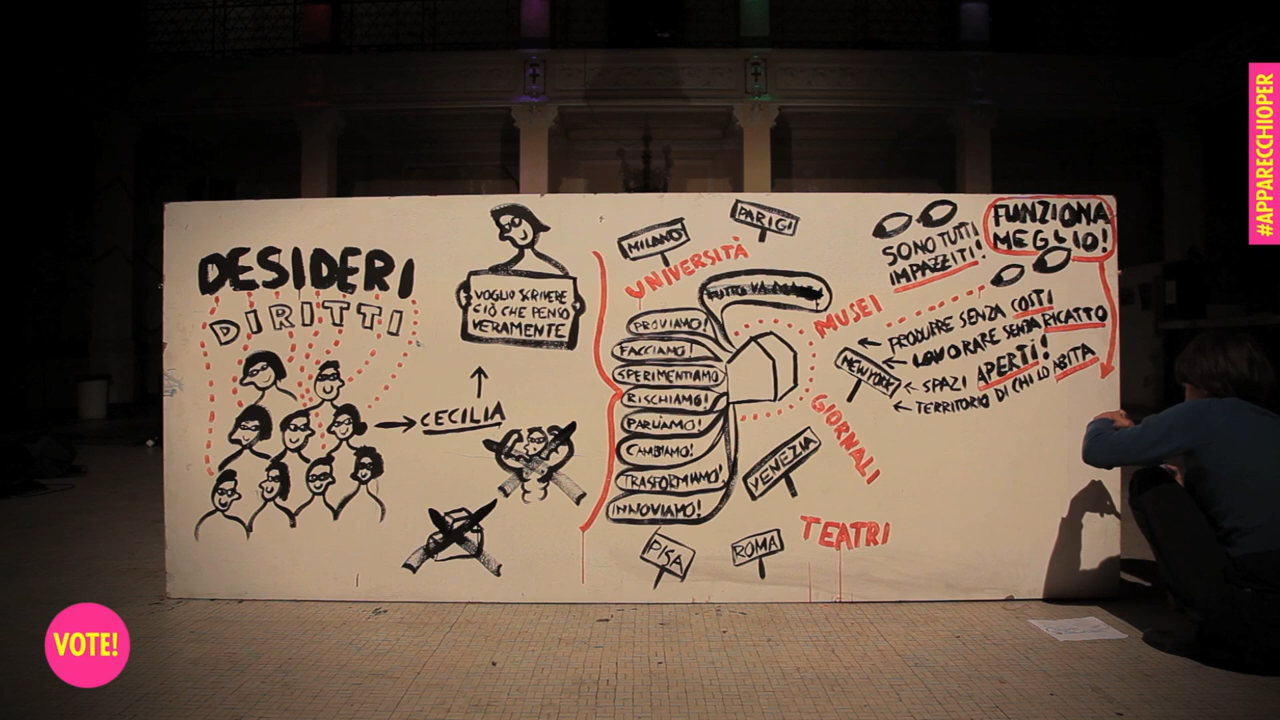 DESIDERI
DIRITTI
CECILIA
VOGLIO SCRIVERE
CIÒ CHE PENSO
VERAMENTE
MILANO
PARIGI
UNIVERSITÀ
PROVIAMO!
FACCIAMO!
SPERIMENTIAMO
RISCHIAMO!
PARLIAMO!
CAMBIAMO!
TRASFORMIAMO!
INNOVIAMO!
PISA
ROMA
VENEZIA
TEATRI
GIORNALI
MUSEI
NEW YORK
SONO TUTTI
IMPAZZITI!
FUNZIONA
MEGLIO!
PRODURRE SENZA COSTI
LAVORARE SENZA RICATTO
SPAZI APERTI!
TERRITORIO DI CHI LO ABITA
#APPARECCHIOPER
VOTE!